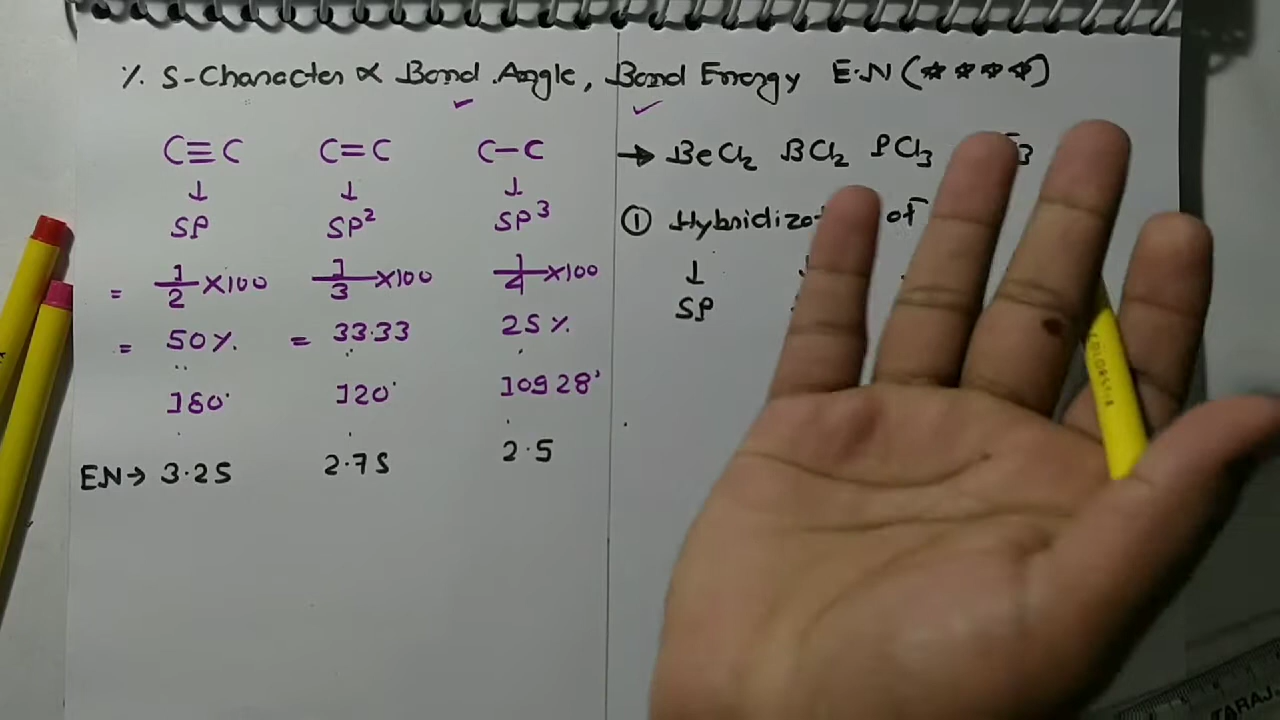 % S-Character ∝ Bond Angle, Bond Energy E.N (****)
C≡C C=C C-C
↓ ↓ ↓
SP SP² SP³
= 1/2 ×100 1/3 ×100 1/4 ×100
= 50% = 33.33 25%
180° 120° 109 28'
EN→ 3.25 2.75 2.5
→ BeCl₂ BCl₂ PCl₃
① of
↓
SP
COLORMATE
TARAJ